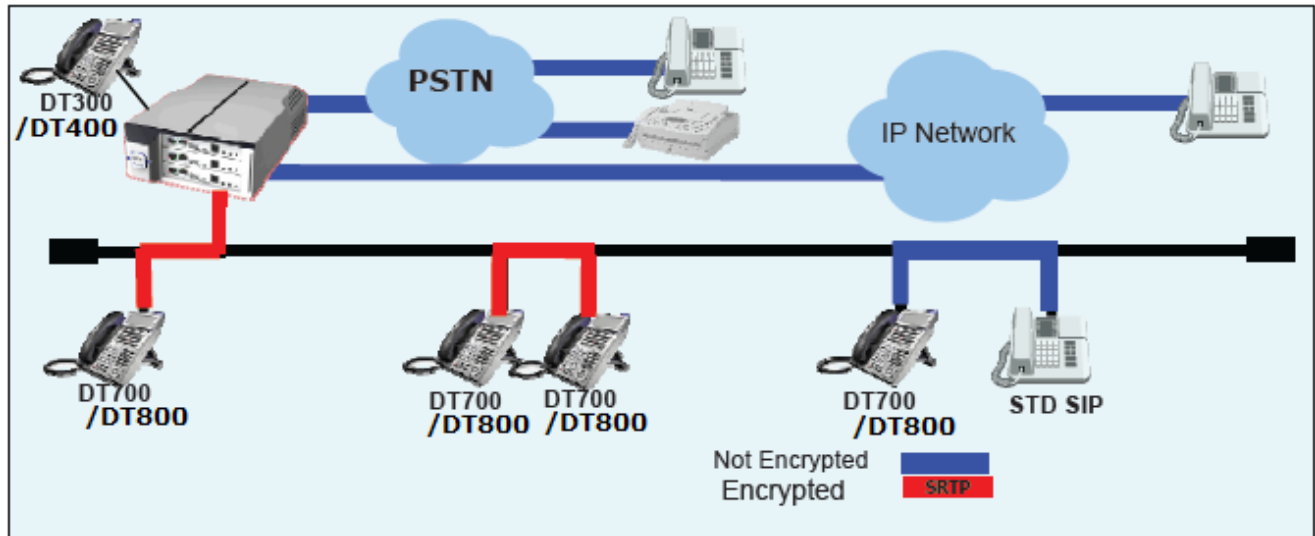 PSTN
IP Network
DT300
/DT400
DT700
/DT800
DT700
/DT800
DT700
/DT800
DT700
/DT800
STD SIP
Not Encrypted
Encrypted
SRTP